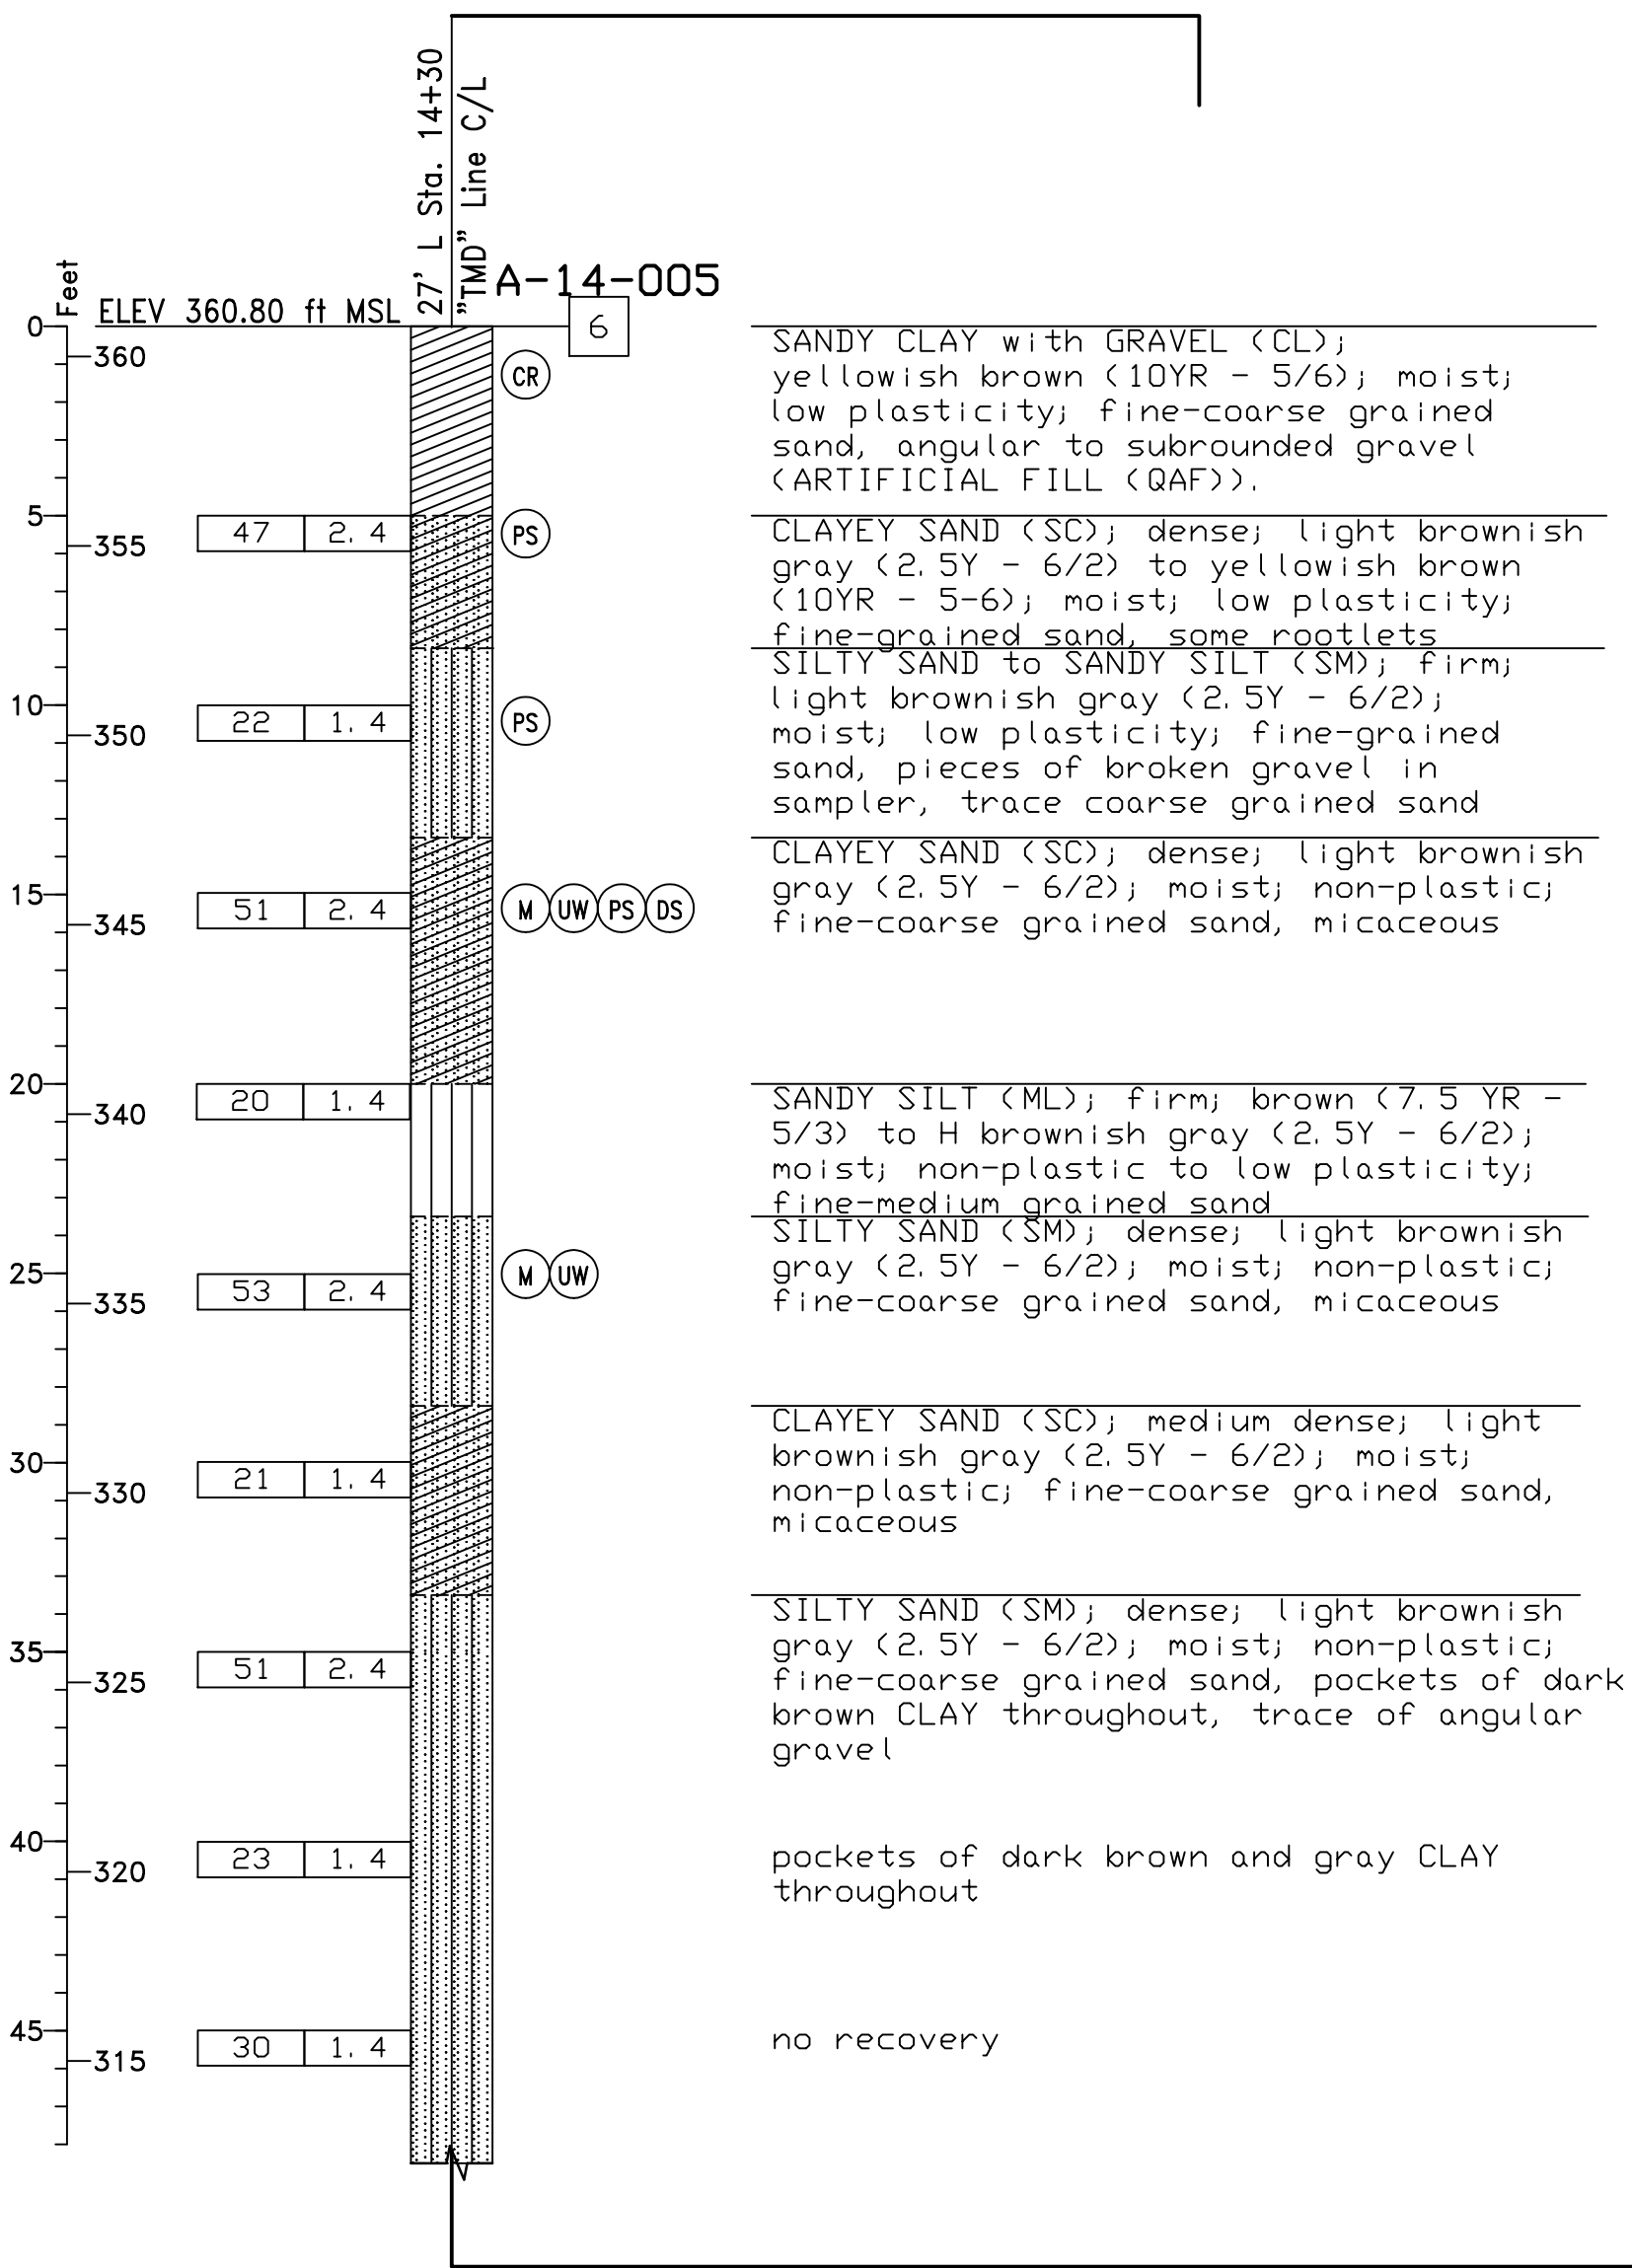 27' L Sta. 14+30
"TMD" Line C/L
A-14-005
6
Feet
ELEV 360.80 ft MSL
0
360
CR
SANDY CLAY with GRAVEL (CL);
yellowish brown (10YR - 5/6); moist;
low plasticity; fine-coarse grained
sand, angular to subrounded gravel
(ARTIFICIAL FILL (QAF)).
5
355
47 2.4
PS
CLAYEY SAND (SC); dense; light brownish
gray (2.5Y - 6/2) to yellowish brown
(10YR - 5-6); moist; low plasticity;
fine-grained sand, some rootlets
SILTY SAND to SANDY SILT (SM); firm;
light brownish gray (2.5Y - 6/2);
moist; low plasticity; fine-grained
sand, pieces of broken gravel in
sampler, trace coarse grained sand
10
350
22 1.4
PS
CLAYEY SAND (SC); dense; light brownish
gray (2.5Y - 6/2); moist; non-plastic;
fine-coarse grained sand, micaceous
15
345
51 2.4
M UW PS DS
20
340
20 1.4
SANDY SILT (ML); firm; brown (7.5 YR -
5/3) to H brownish gray (2.5Y - 6/2);
moist; non-plastic to low plasticity;
fine-medium grained sand
SILTY SAND (SM); dense; light brownish
gray (2.5Y - 6/2); moist; non-plastic;
fine-coarse grained sand, micaceous
25
335
53 2.4
M UW
CLAYEY SAND (SC); medium dense; light
brownish gray (2.5Y - 6/2); moist;
non-plastic; fine-coarse grained sand,
micaceous
30
330
21 1.4
SILTY SAND (SM); dense; light brownish
gray (2.5Y - 6/2); moist; non-plastic;
fine-coarse grained sand, pockets of dark
brown CLAY throughout, trace of angular
gravel
35
325
51 2.4
40
320
23 1.4
pockets of dark brown and gray CLAY
throughout
45
315
30 1.4
no recovery